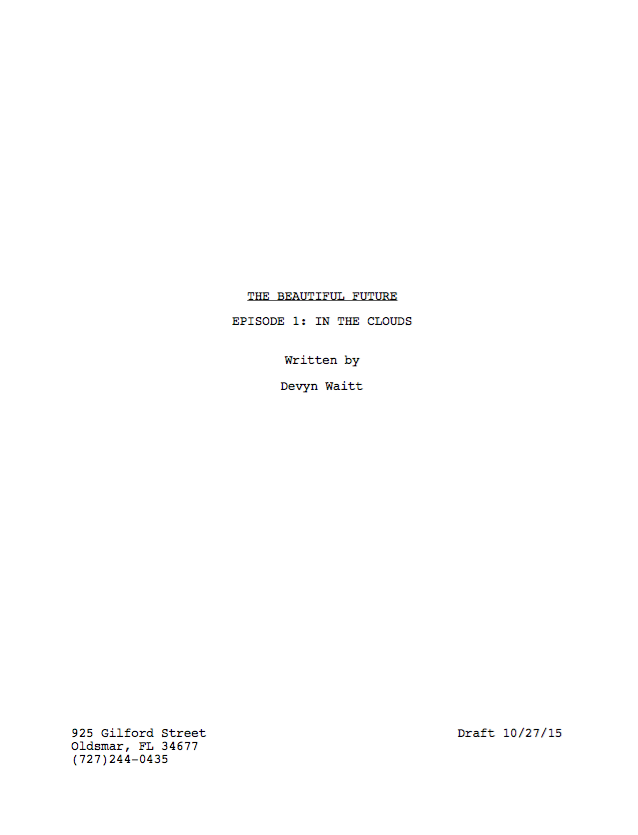 THE BEAUTIFUL FUTURE
EPISODE 1: IN THE CLOUDS
Written by
Devyn Waitt
925 Gilford Street
Oldsmar, FL 34677
(727)244-0435
Draft 10/27/15